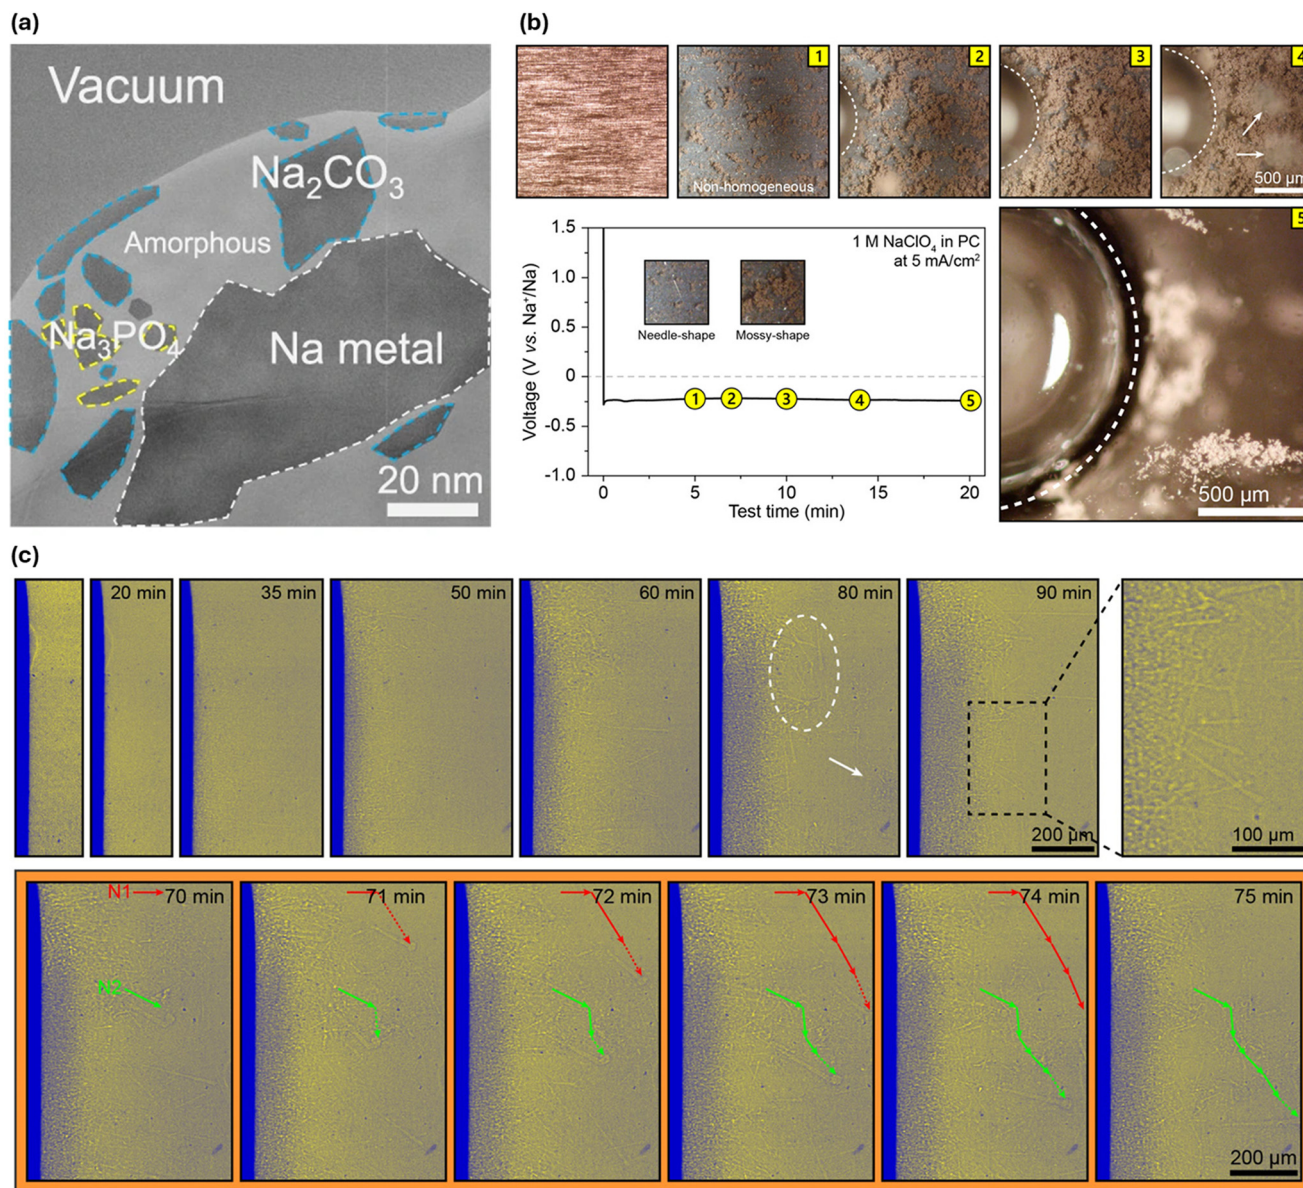 (a)
Vacuum
Na₂CO₃
Amorphous
Na₃PO₄
Na metal
20 nm
(b)
1
2
3
4
Non-homogeneous
500 µm
1.5
1.0
0.5
0
-0.5
-1.0
Voltage (V vs. Na⁺/Na)
1 M NaClO₄ in PC
at 5 mA/cm²
Needle-shape
Mossy-shape
1
2
3
4
5
0
5
10
15
20
Test time (min)
5
500 µm
(c)
20 min
35 min
50 min
60 min
80 min
90 min
200 µm
100 µm
N1
70 min
71 min
72 min
73 min
74 min
75 min
N2
200 µm